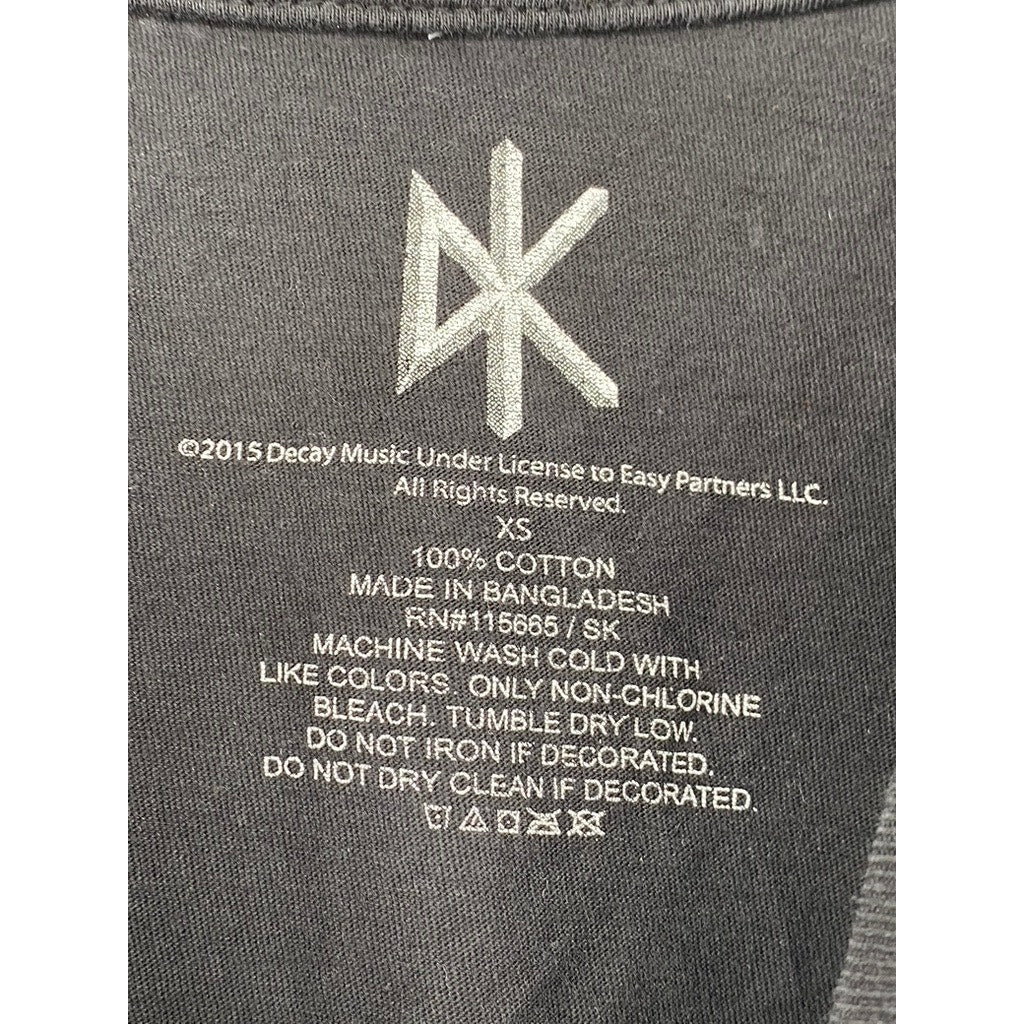 DK
©2015 Decay Music Under License to Easy Partners LLC.
All Rights Reserved.
XS
100% COTTON
MADE IN BANGLADESH
RN#115665 / SK
MACHINE WASH COLD WITH
LIKE COLORS. ONLY NON-CHLORINE
BLEACH. TUMBLE DRY LOW.
DO NOT IRON IF DECORATED.
DO NOT DRY CLEAN IF DECORATED.